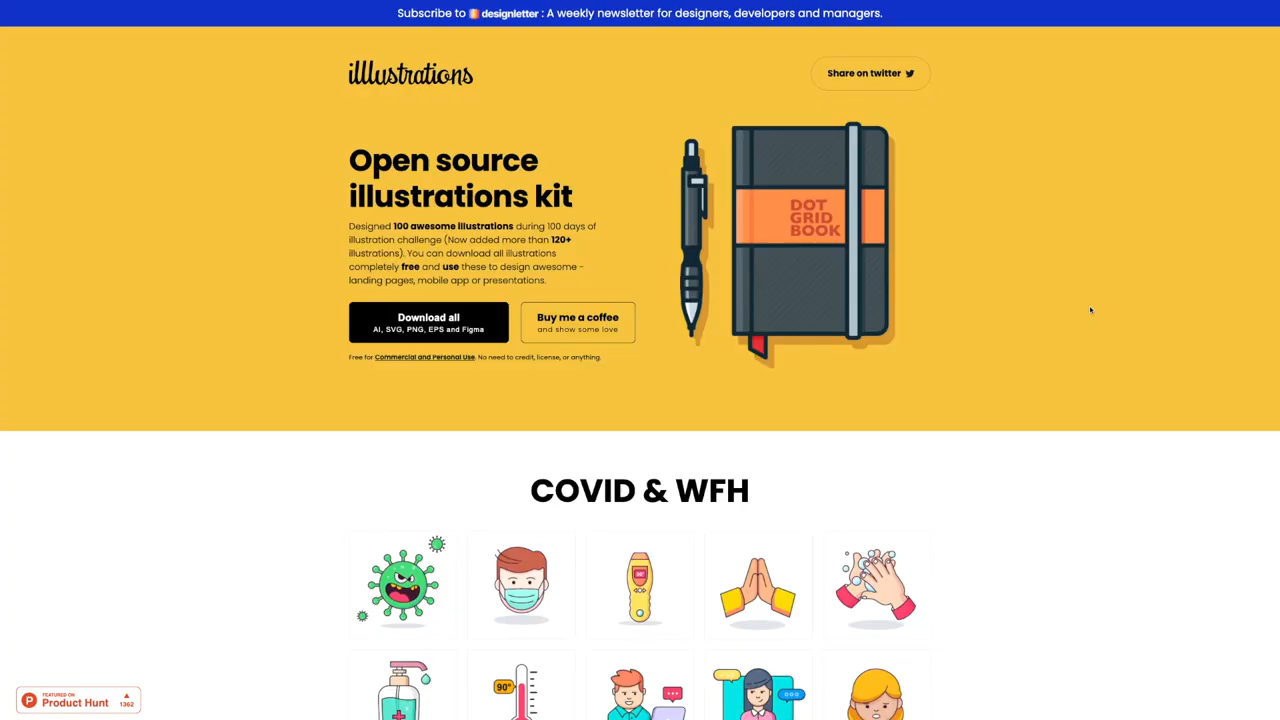 Subscribe to designletter : A weekly newsletter for designers, developers and managers.
illlustrations
Share on twitter
Open source
illustrations kit
Designed 100 awesome illustrations during 100 days of
illustration challenge (Now added more than 120+
illustrations). You can download all illustrations
completely free and use these to design awesome -
landing pages, mobile app or presentations.
Download all
AI, SVG, PNG, EPS and Figma
Buy me a coffee
and show some love
Free for Commercial and Personal Use. No need to credit, license, or anything.
DOT
GRID
BOOK
COVID & WFH
90°
FEATURED ON
Product Hunt
1362